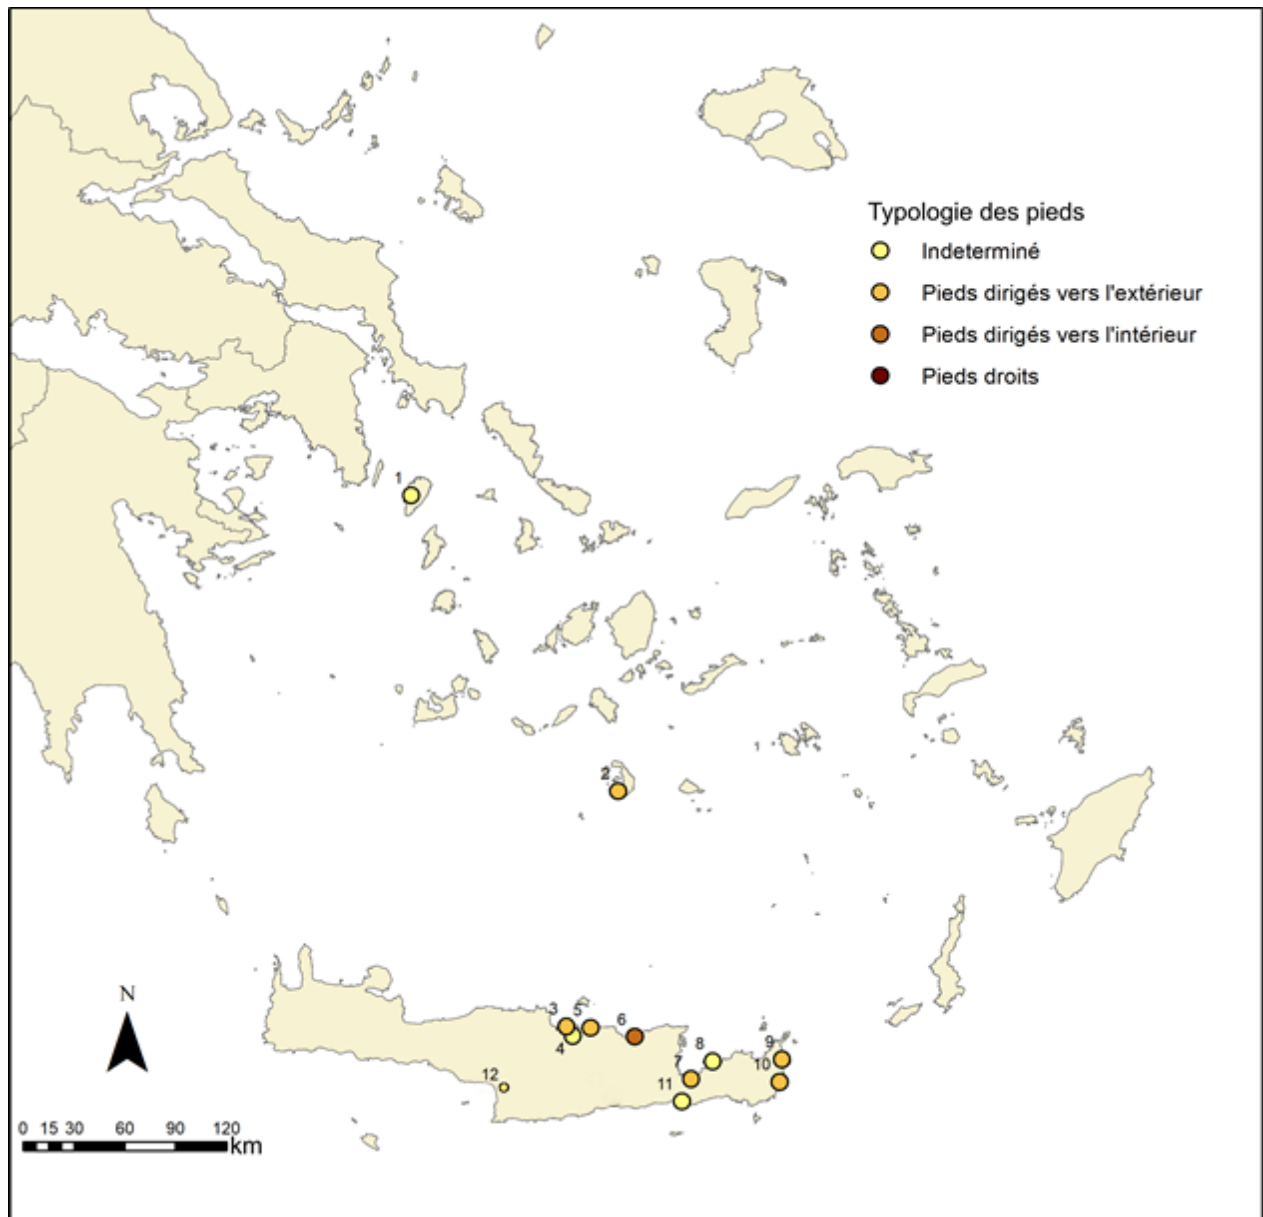 Typologie des pieds
Indeterminé
Pieds dirigés vers l'extérieur
Pieds dirigés vers l'intérieur
Pieds droits
1
2
3
5
6
4
8
9
7
10
11
12
N
0 15 30 60 90 120
km